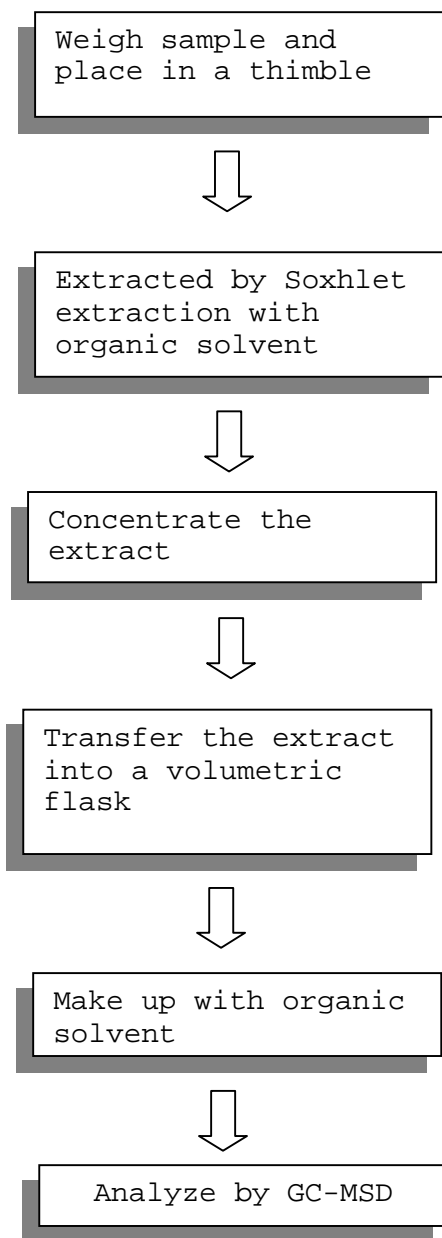 Weigh sample and
place in a thimble
Extracted by Soxhlet
extraction with
organic solvent
Concentrate the
extract
Transfer the extract
into a volumetric
flask
Make up with organic
solvent
Analyze by GC-MSD